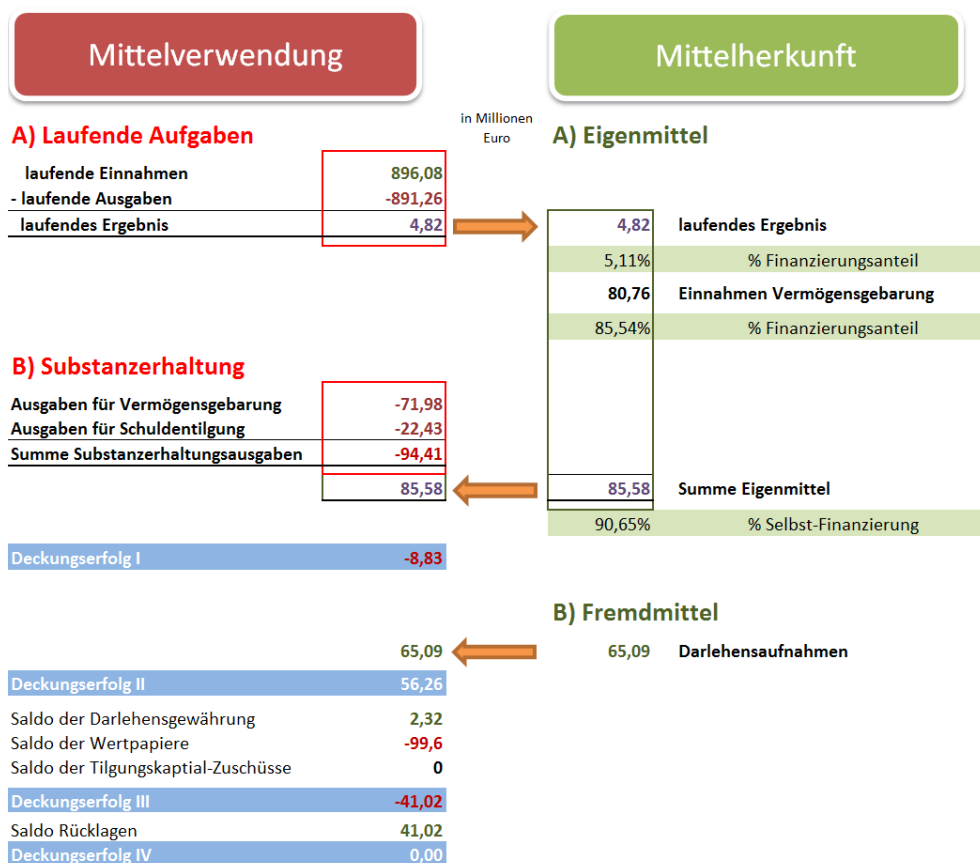 Mittelverwendung
Mittelherkunft
in Millionen
Euro
A) Laufende Aufgaben
A) Eigenmittel
laufende Einnahmen 896,08
- laufende Ausgaben -891,26
laufendes Ergebnis 4,82 4,82 laufendes Ergebnis
5,11% % Finanzierungsanteil
80,76 Einnahmen Vermögensgebarung
85,54% % Finanzierungsanteil
B) Substanzerhaltung
Ausgaben für Vermögensgebarung -71,98
Ausgaben für Schuldentilgung -22,43
Summe Substanzerhaltungsausgaben -94,41
85,58 85,58 Summe Eigenmittel
90,65% % Selbst-Finanzierung
Deckungserfolg I -8,83
B) Fremdmittel
65,09 65,09 Darlehensaufnahmen
Deckungserfolg II 56,26
Saldo der Darlehensgewährung 2,32
Saldo der Wertpapiere -99,6
Saldo der Tilgungskaptial-Zuschüsse 0
Deckungserfolg III -41,02
Saldo Rücklagen 41,02
Deckungserfolg IV 0,00